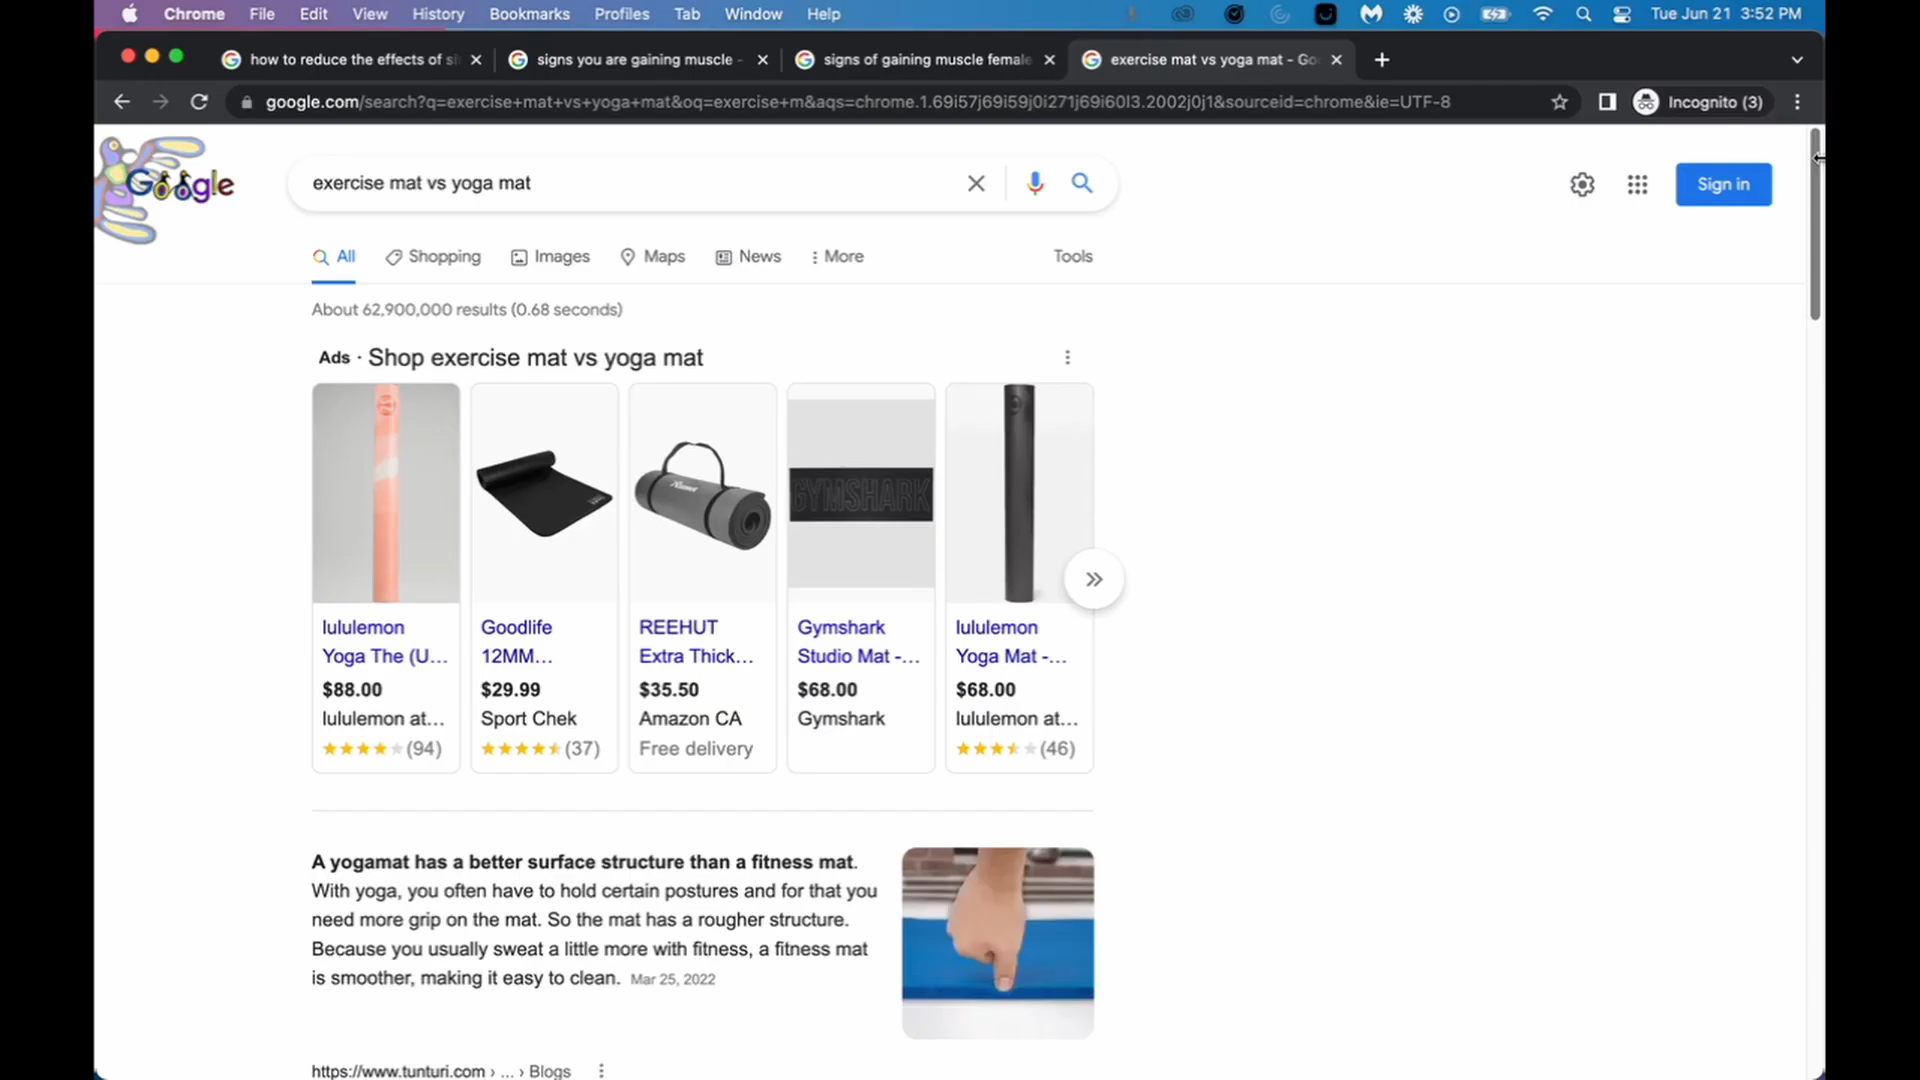 Chrome File Edit View History Bookmarks Profiles Tab Window Help Tue Jun 21 3:52 PM
how to reduce the effects of si
signs you are gaining muscle -
signs of gaining muscle female
exercise mat vs yoga mat - Go
google.com/search?q=exercise+mat+vs+yoga+mat&oq=exercise+m&aqs=chrome.1.69i57j69i59j0i271j69i60l3.2002j0j1&sourceid=chrome&ie=UTF-8
Incognito (3)
Google
exercise mat vs yoga mat
Sign in
All Shopping Images Maps News More Tools
About 62,900,000 results (0.68 seconds)
Ads · Shop exercise mat vs yoga mat
GYMSHARK
lululemon
Yoga The (U...
$88.00
lululemon at...
(94)
Goodlife
12MM...
$29.99
Sport Chek
(37)
REEHUT
Extra Thick...
$35.50
Amazon CA
Free delivery
Gymshark
Studio Mat -...
$68.00
Gymshark
lululemon
Yoga Mat -...
$68.00
lululemon at...
(46)
A yogamat has a better surface structure than a fitness mat.
With yoga, you often have to hold certain postures and for that you
need more grip on the mat. So the mat has a rougher structure.
Because you usually sweat a little more with fitness, a fitness mat
is smoother, making it easy to clean. Mar 25, 2022
https://www.tunturi.com › ... › Blogs